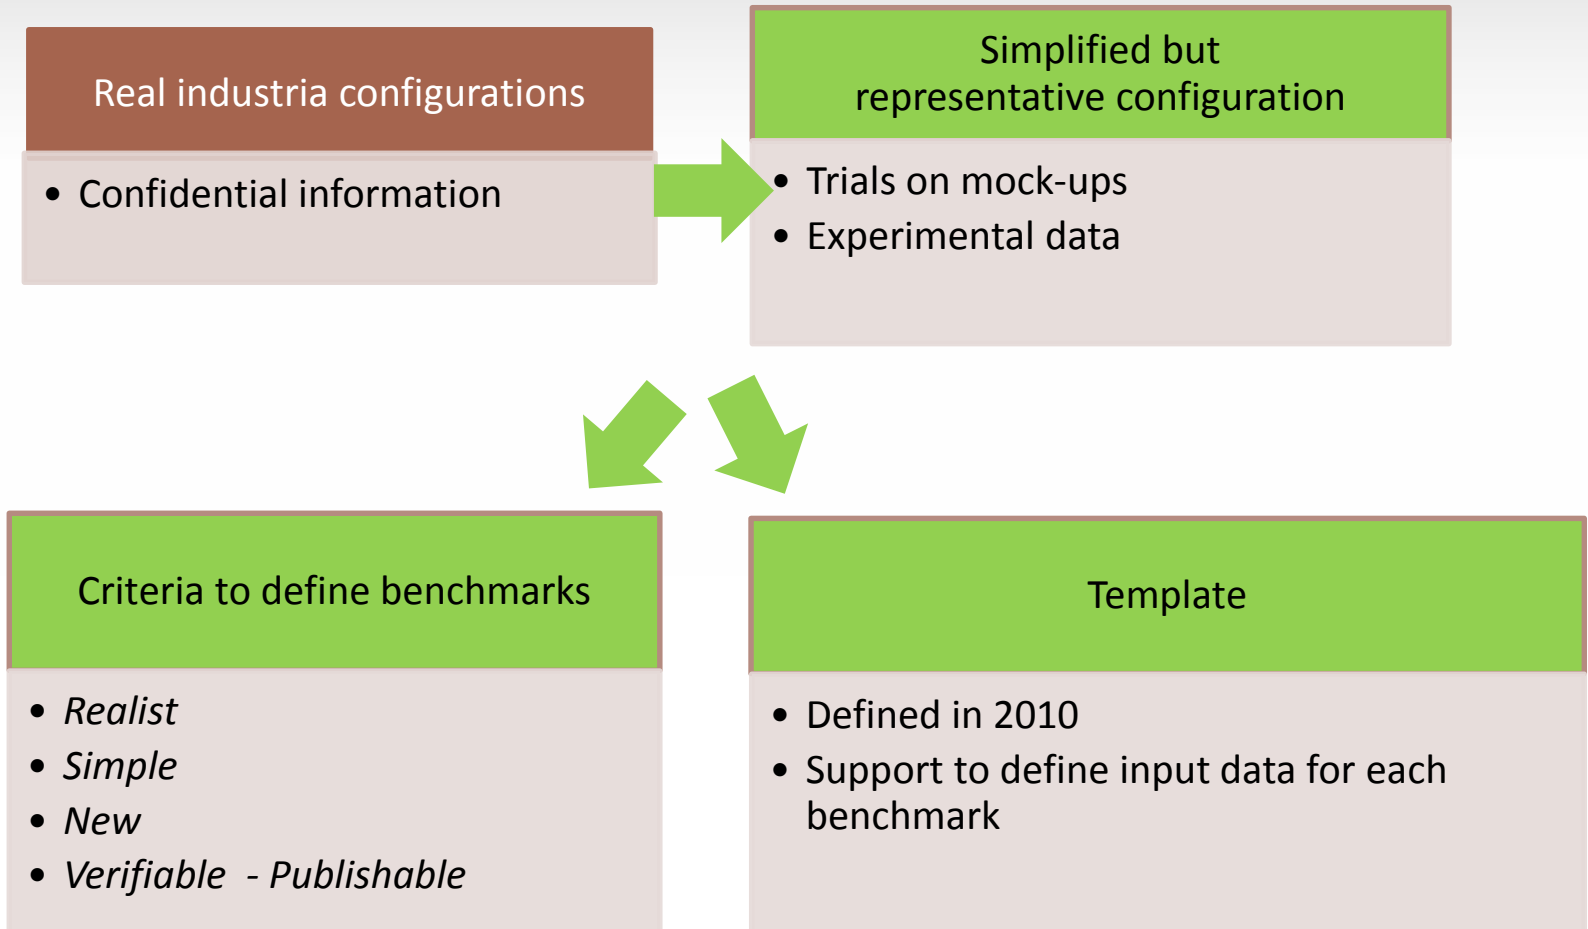 Real industria configurations
• Confidential information
Simplified but
representative configuration
• Trials on mock-ups
• Experimental data
Criteria to define benchmarks
• Realist
• Simple
• New
• Verifiable - Publishable
Template
• Defined in 2010
• Support to define input data for each
benchmark